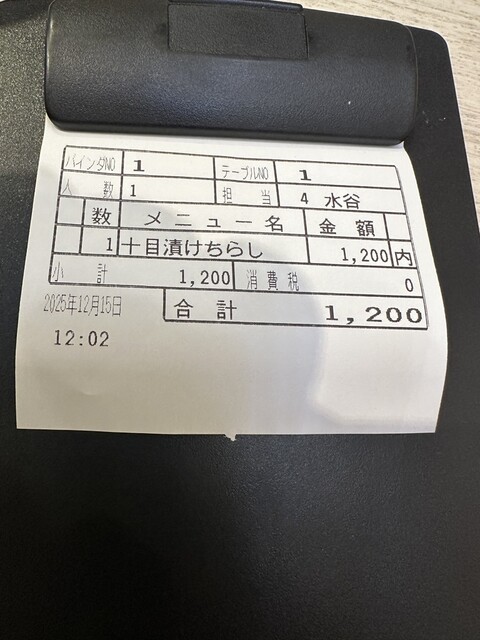 バインダNO 1 テーブルNO 1
人数 1 担当 4 水谷
数 メニュー名 金額
1 十目漬けちらし 1,200 内
小計 1,200 消費税 0
2025年12月15日 合計 1,200
12:02